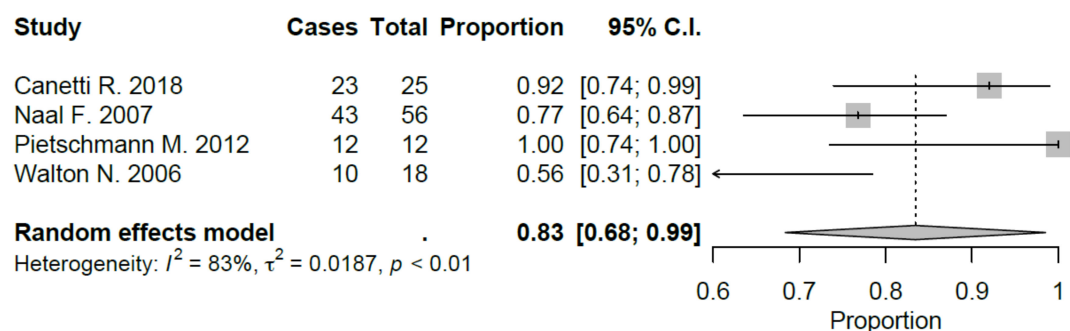 Study Cases Total Proportion 95% C.I.
Canetti R. 2018 23 25 0.92 [0.74; 0.99]
Naal F. 2007 43 56 0.77 [0.64; 0.87]
Pietschmann M. 2012 12 12 1.00 [0.74; 1.00]
Walton N. 2006 10 18 0.56 [0.31; 0.78]
Random effects model . 0.83 [0.68; 0.99]
Heterogeneity: I² = 83%, τ² = 0.0187, p < 0.01
0.6 0.7 0.8 0.9 1
Proportion